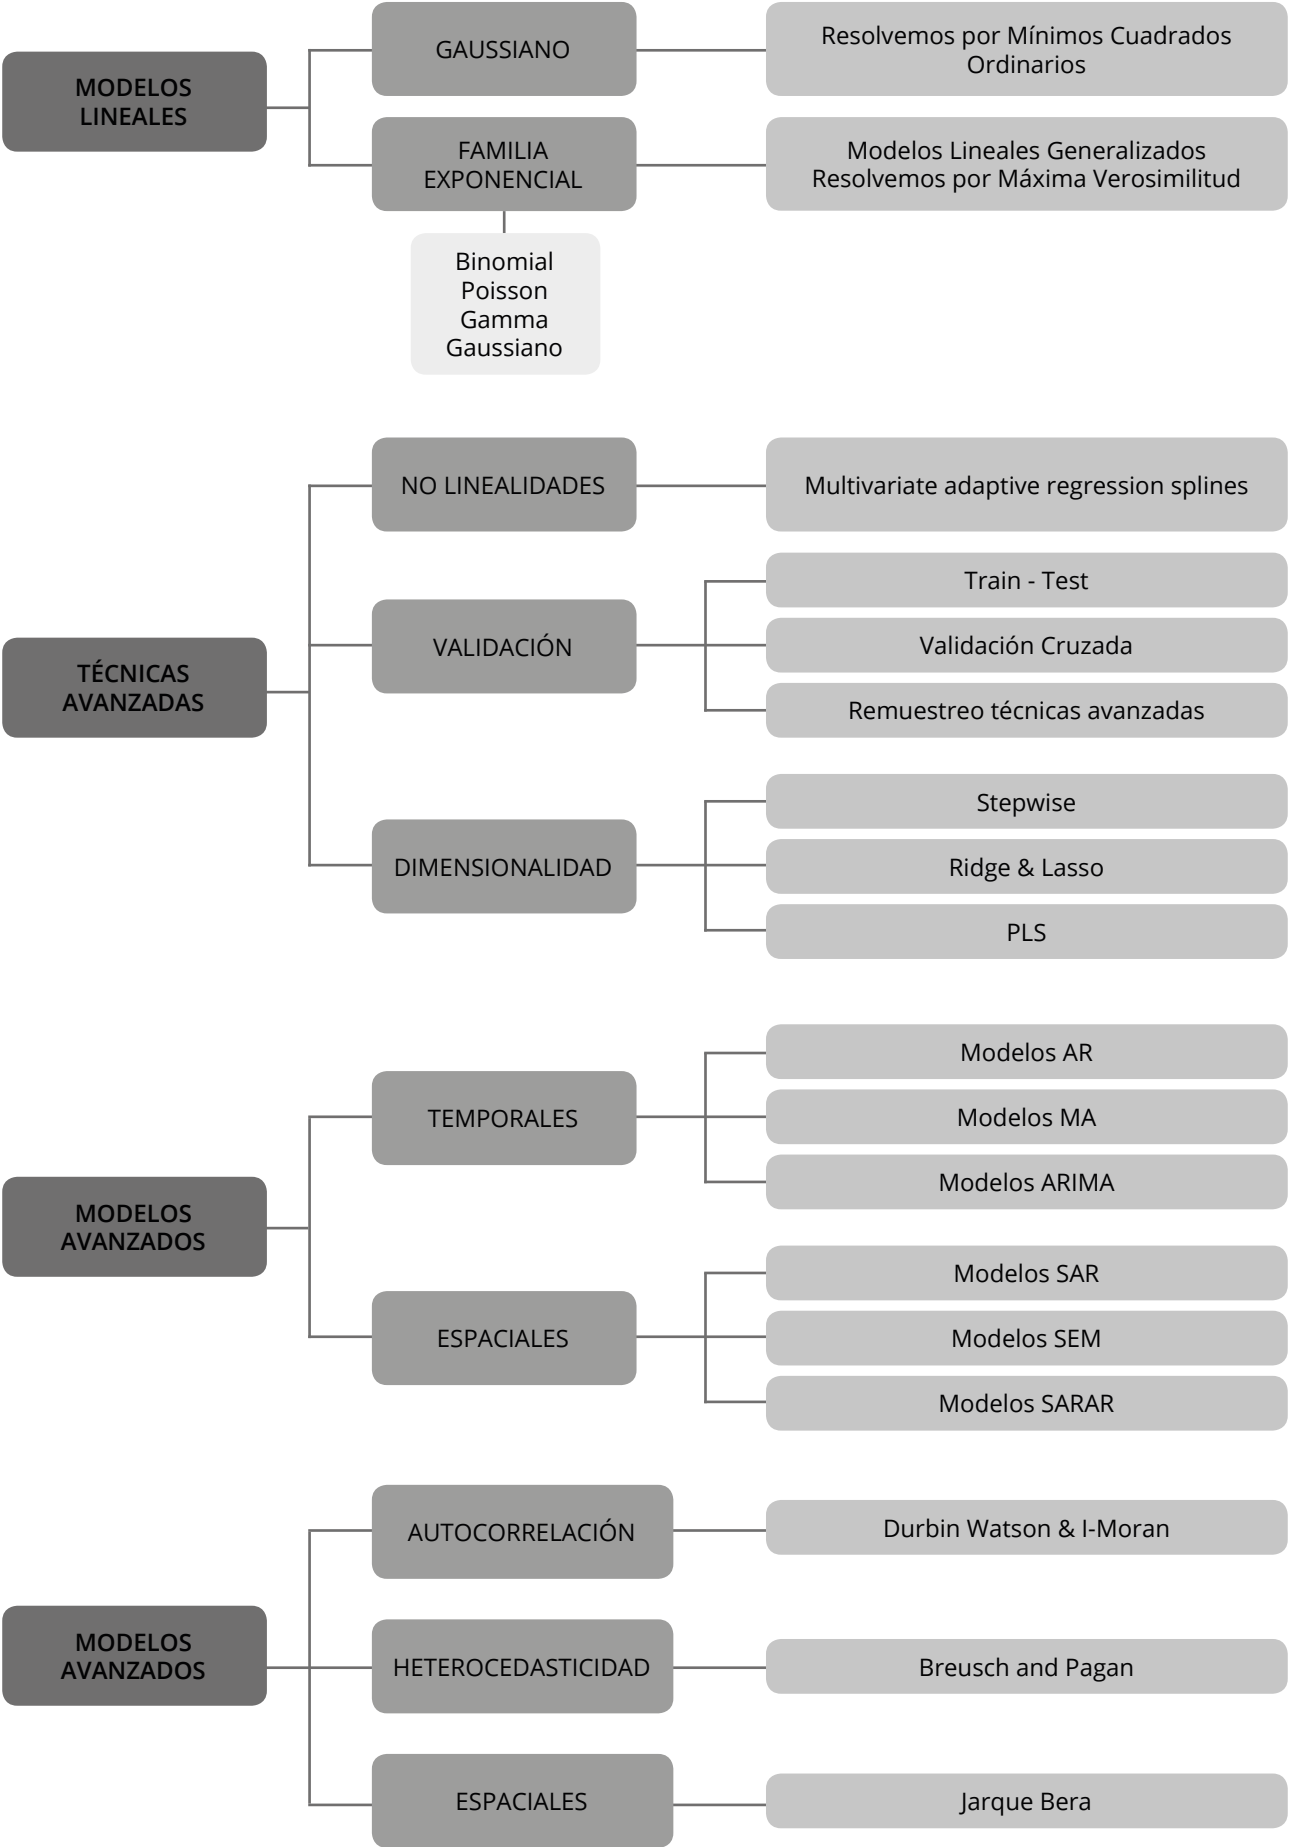 MODELOS
LINEALES
GAUSSIANO
Resolvemos por Mínimos Cuadrados
Ordinarios
FAMILIA
EXPONENCIAL
Modelos Lineales Generalizados
Resolvemos por Máxima Verosimilitud
Binomial
Poisson
Gamma
Gaussiano
TÉCNICAS
AVANZADAS
NO LINEALIDADES
Multivariate adaptive regression splines
VALIDACIÓN
Train - Test
Validación Cruzada
Remuestreo técnicas avanzadas
DIMENSIONALIDAD
Stepwise
Ridge & Lasso
PLS
MODELOS
AVANZADOS
TEMPORALES
Modelos AR
Modelos MA
Modelos ARIMA
ESPACIALES
Modelos SAR
Modelos SEM
Modelos SARAR
MODELOS
AVANZADOS
AUTOCORRELACIÓN
Durbin Watson & I-Moran
HETEROCEDASTICIDAD
Breusch and Pagan
ESPACIALES
Jarque Bera